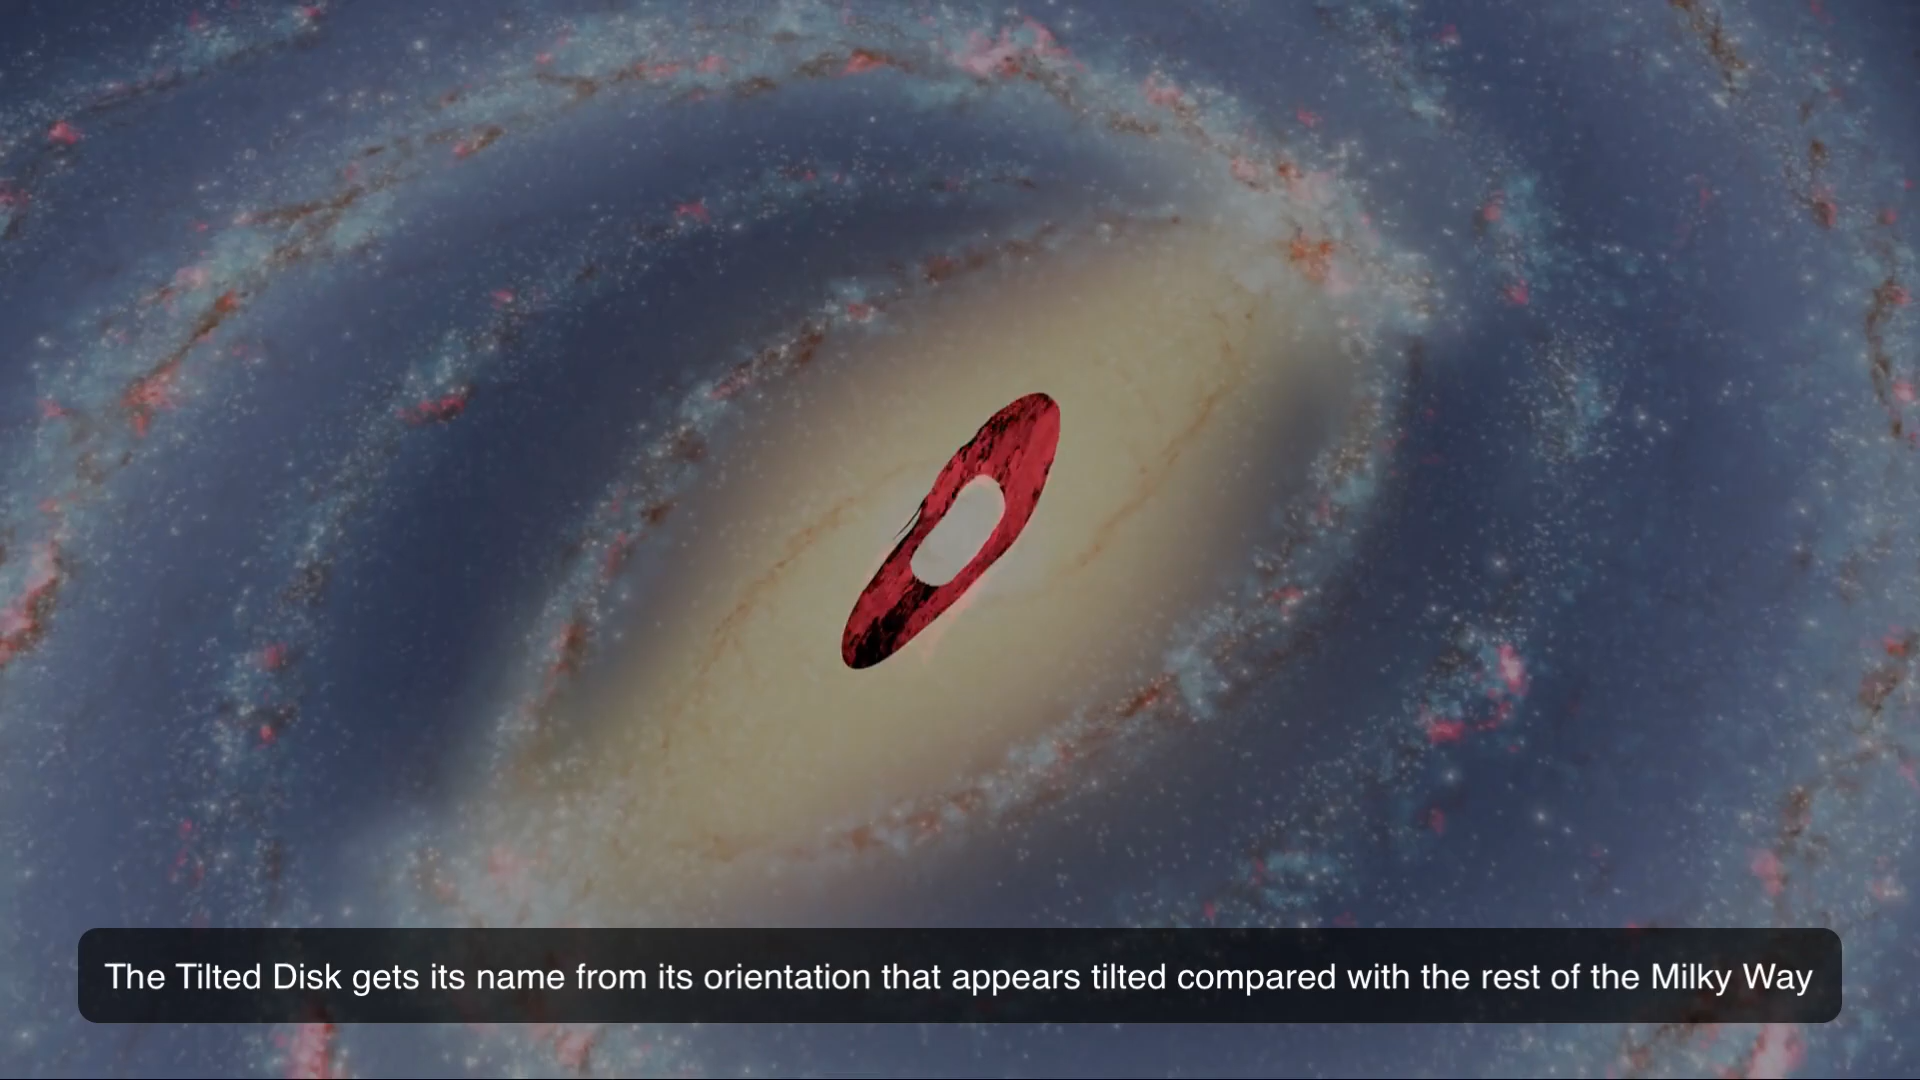 The Tilted Disk gets its name from its orientation that appears tilted compared with the rest of the Milky Way